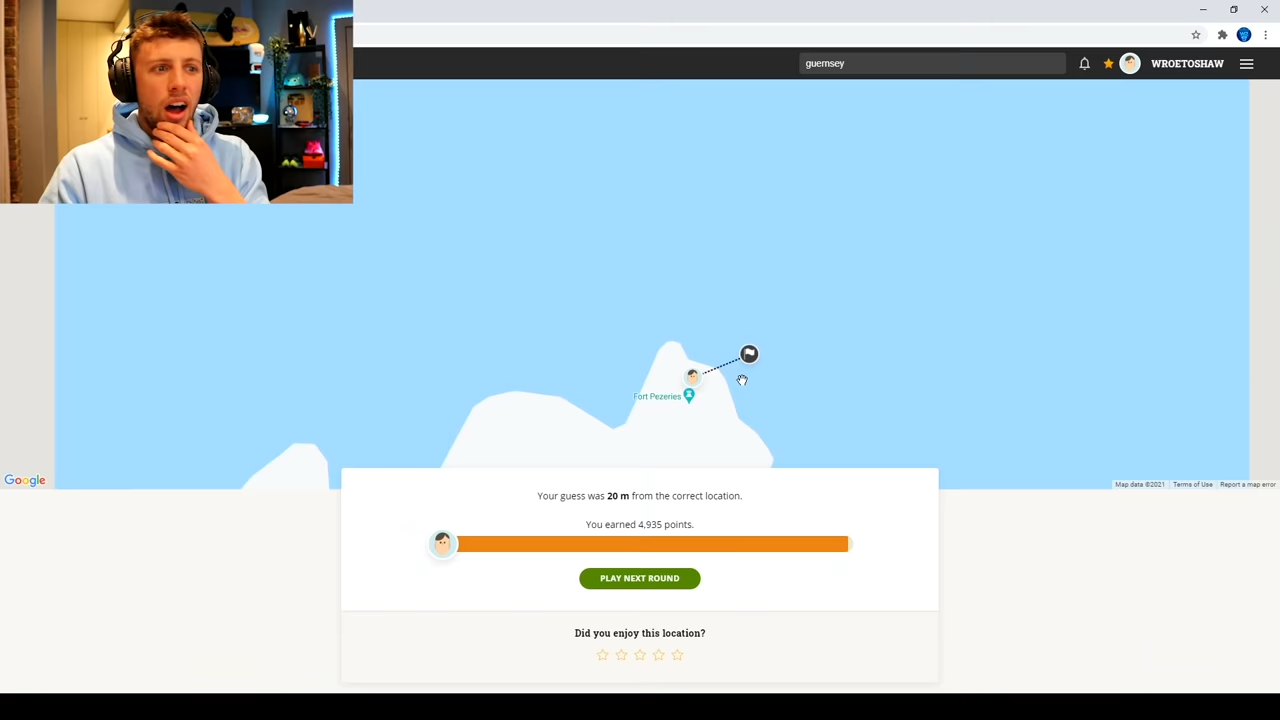 guernsey
WROETOSHAW
Fort Pezeries
Google
Map data ©2021 Terms of Use Report a map error
Your guess was 20 m from the correct location.
You earned 4,935 points.
PLAY NEXT ROUND
Did you enjoy this location?